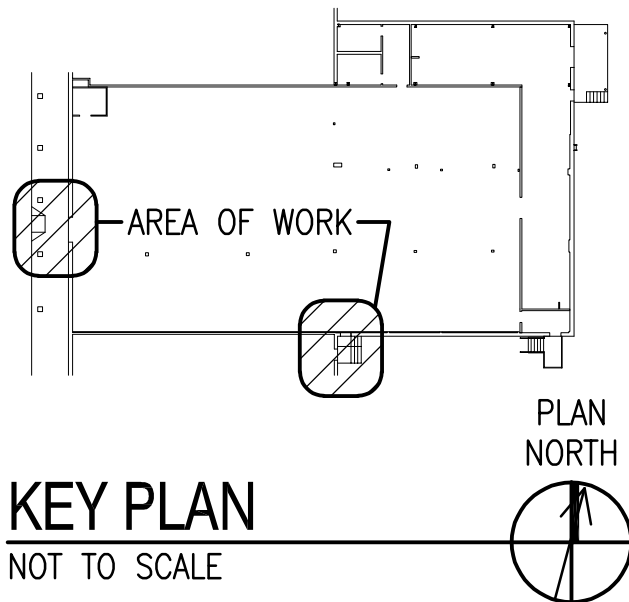 AREA OF WORK
PLAN
NORTH
KEY PLAN
NOT TO SCALE